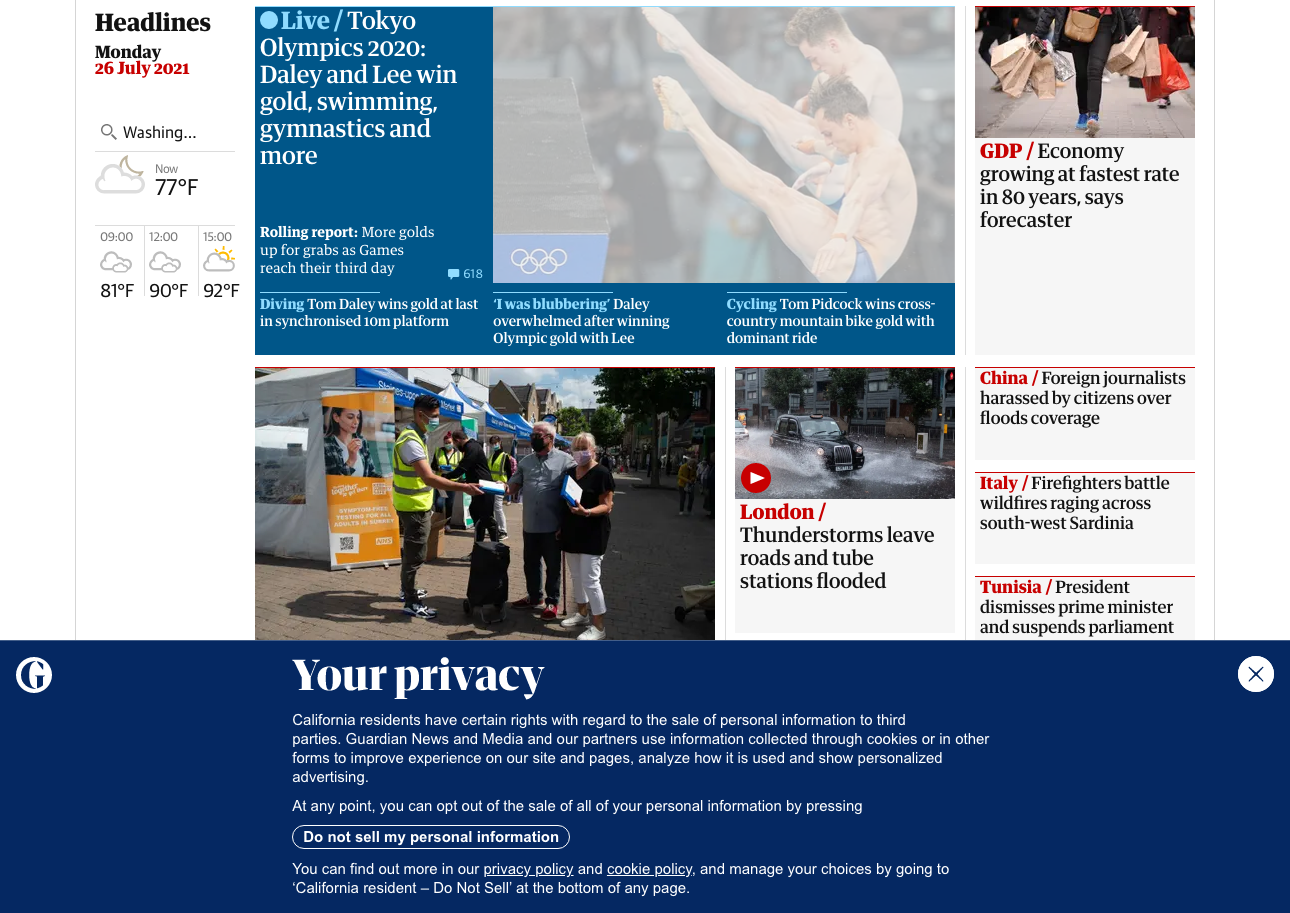 Headlines
Monday
26 July 2021
Washing...
Now
77°F
09:00
12:00
15:00
81°F
90°F
92°F
Live / Tokyo
Olympics 2020:
Daley and Lee win
gold, swimming,
gymnastics and
more
Rolling report: More golds
up for grabs as Games
reach their third day
618
Diving Tom Daley wins gold at last
in synchronised 10m platform
‘I was blubbering’ Daley
overwhelmed after winning
Olympic gold with Lee
Cycling Tom Pidcock wins cross-
country mountain bike gold with
dominant ride
GDP / Economy
growing at fastest rate
in 80 years, says
forecaster
SYMPTOM-FREE
TESTING FOR ALL
ADULTS IN SURREY
NHS
London /
Thunderstorms leave
roads and tube
stations flooded
China / Foreign journalists
harassed by citizens over
floods coverage
Italy / Firefighters battle
wildfires raging across
south-west Sardinia
Tunisia / President
dismisses prime minister
and suspends parliament
Your privacy
California residents have certain rights with regard to the sale of personal information to third
parties. Guardian News and Media and our partners use information collected through cookies or in other
forms to improve experience on our site and pages, analyze how it is used and show personalized
advertising.
At any point, you can opt out of the sale of all of your personal information by pressing
Do not sell my personal information
You can find out more in our privacy policy and cookie policy, and manage your choices by going to
‘California resident – Do Not Sell’ at the bottom of any page.